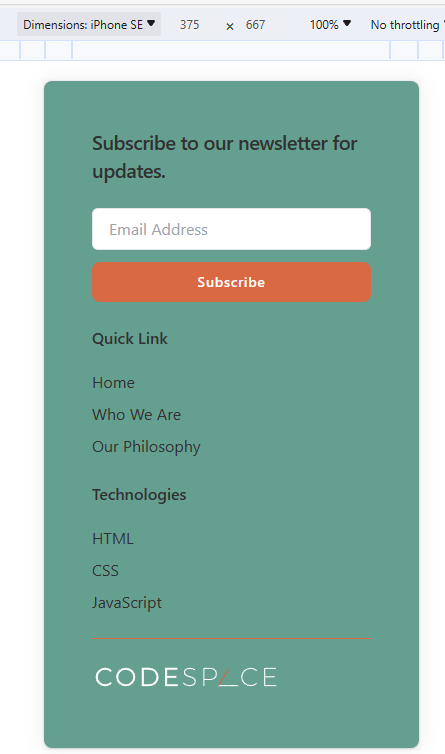 Dimensions: iPhone SE 375 × 667 100% No throttling
Subscribe to our newsletter for
updates.
Email Address
Subscribe
Quick Link
Home
Who We Are
Our Philosophy
Technologies
HTML
CSS
JavaScript
CODESPACE